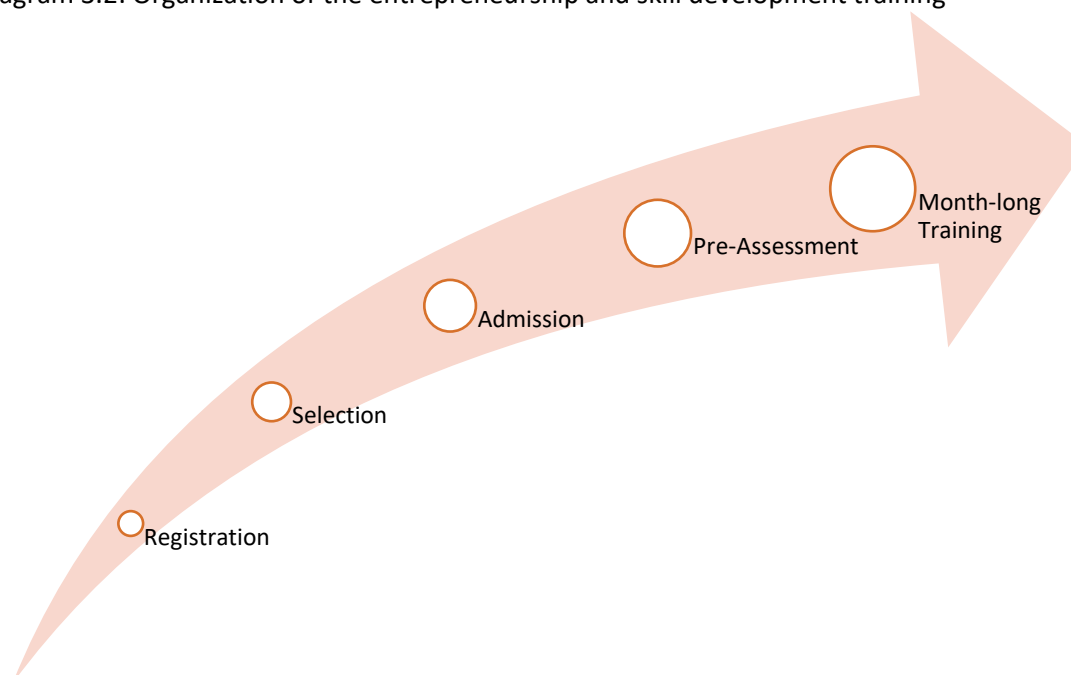 agram 3.2: Organization of the entrepreneurship and skill development training
Month-long
Training
Pre-Assessment
Admission
Selection
Registration